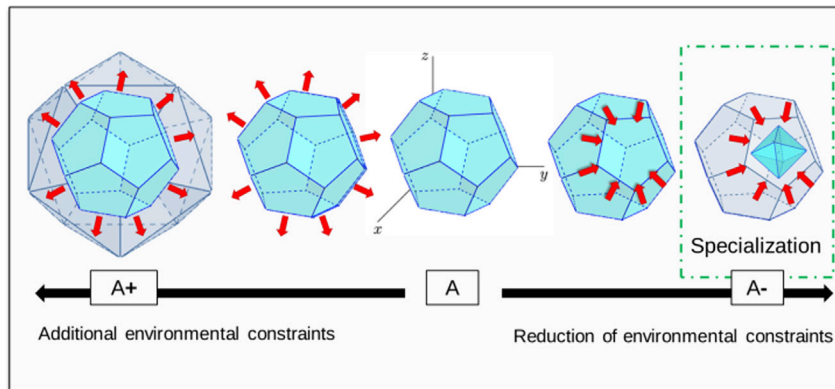 z
y
x
Specialization
A+
A
A-
Additional environmental constraints
Reduction of environmental constraints